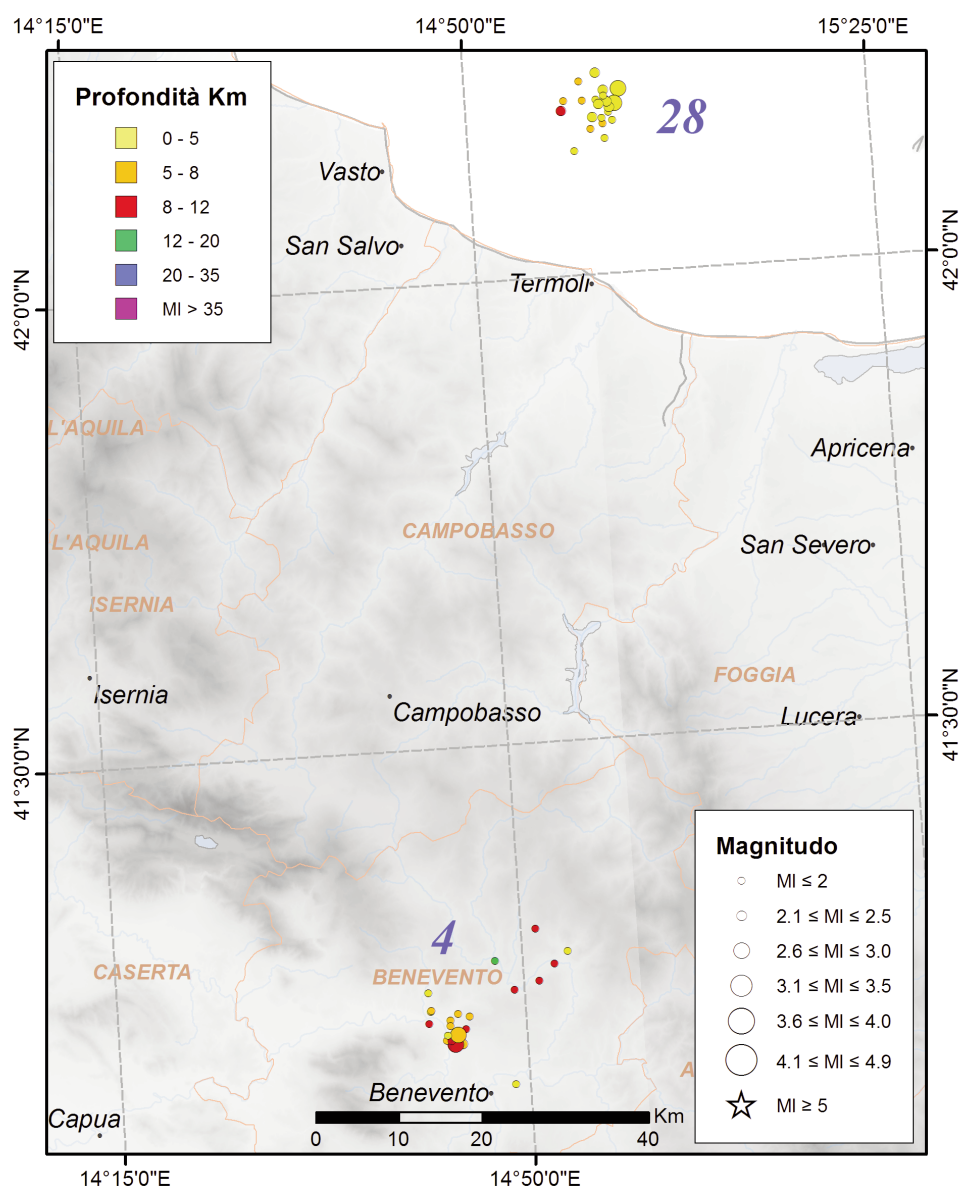 14°15'0"E 14°50'0"E 15°25'0"E
Profondità Km
0 - 5
5 - 8
8 - 12
12 - 20
20 - 35
Ml > 35
28
Vasto
San Salvo
Termoli
42°0'0"N
42°0'0"N
L'AQUILA
Apricena
CAMPOBASSO
L'AQUILA
San Severo
ISERNIA
FOGGIA
Isernia
Campobasso
Lucera
41°30'0"N
41°30'0"N
Magnitudo
Ml ≤ 2
2.1 ≤ Ml ≤ 2.5
2.6 ≤ Ml ≤ 3.0
3.1 ≤ Ml ≤ 3.5
3.6 ≤ Ml ≤ 4.0
4.1 ≤ Ml ≤ 4.9
Ml ≥ 5
4
CASERTA
BENEVENTO
A
Benevento
Capua
Km
0 10 20 40
14°15'0"E 14°50'0"E